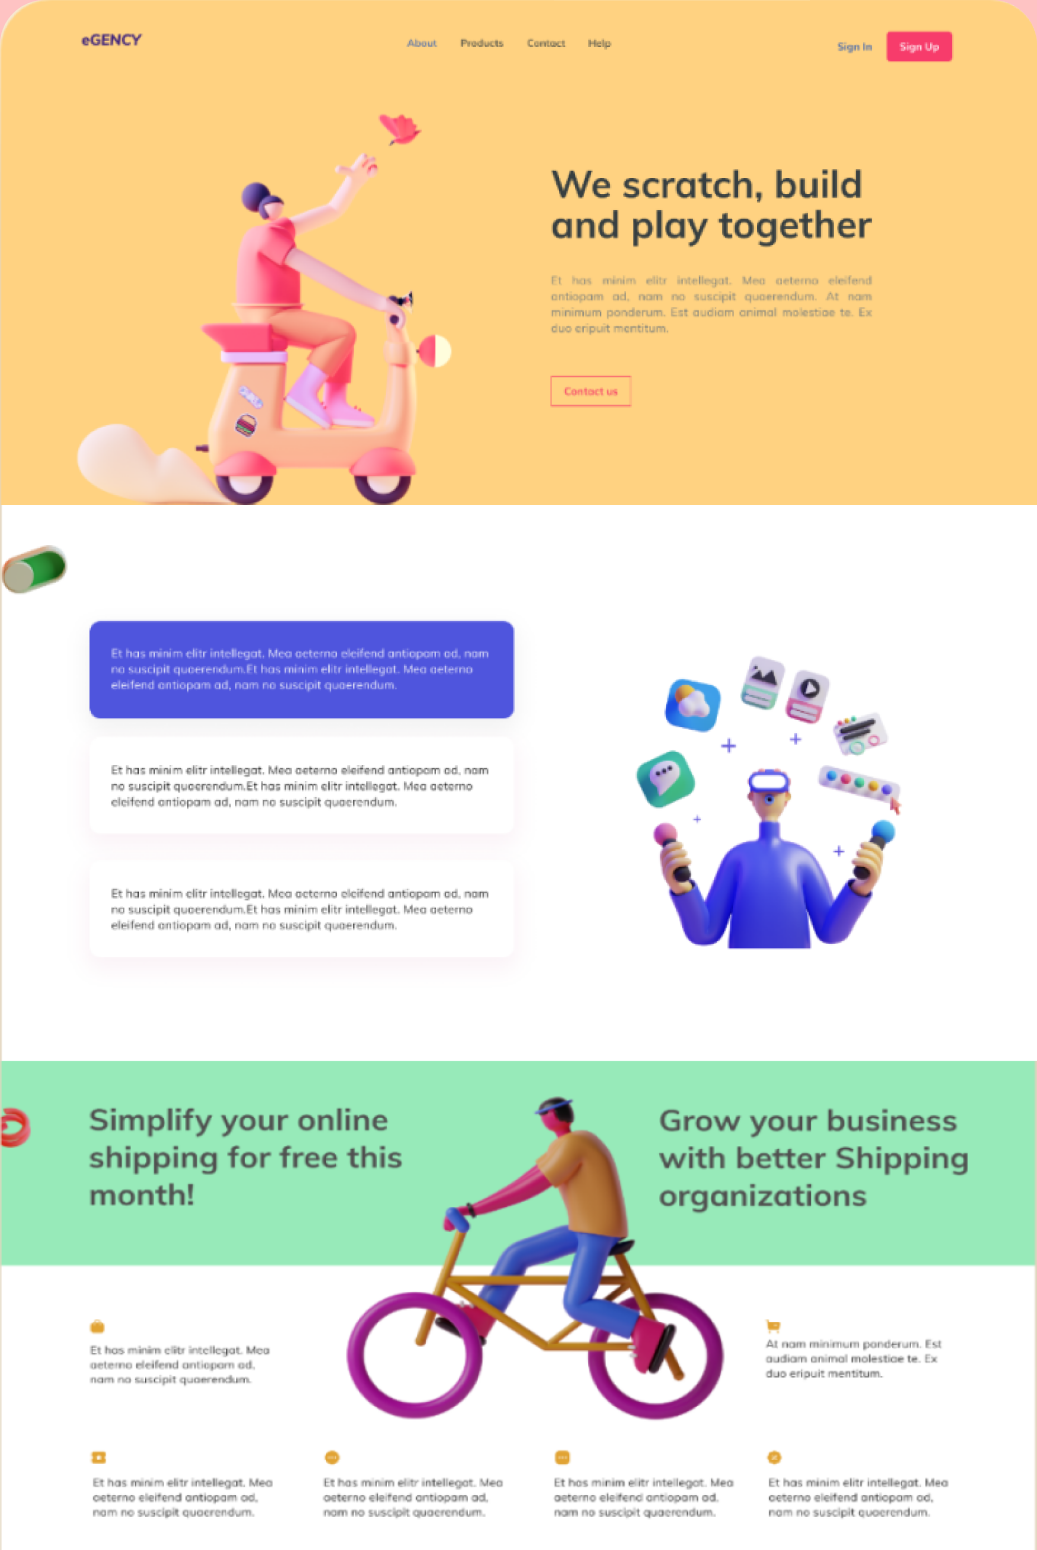 eGENCY
About Products Contact Help
Sign In Sign Up
We scratch, build
and play together
Et has minim elitr intellegat. Mea aeterno eleifend
antiopam ad, nam no suscipit quaerendum. At nam
minimum ponderum. Est audiam animal molestiae te. Ex
duo eripuit mentitum.
Contact us
Et has minim elitr intellegat. Mea aeterno eleifend antiopam ad, nam
no suscipit quaerendum.Et has minim elitr intellegat. Mea aeterno
eleifend antiopam ad, nam no suscipit quaerendum.
Et has minim elitr intellegat. Mea aeterno eleifend antiopam ad, nam
no suscipit quaerendum.Et has minim elitr intellegat. Mea aeterno
eleifend antiopam ad, nam no suscipit quaerendum.
Et has minim elitr intellegat. Mea aeterno eleifend antiopam ad, nam
no suscipit quaerendum.Et has minim elitr intellegat. Mea aeterno
eleifend antiopam ad, nam no suscipit quaerendum.
Simplify your online
shipping for free this
month!
Grow your business
with better Shipping
organizations
Et has minim elitr intellegat. Mea
aeterno eleifend antiopam ad,
nam no suscipit quaerendum.
At nam minimum ponderum. Est
audiam animal molestiae te. Ex
duo eripuit mentitum.
Et has minim elitr intellegat. Mea
aeterno eleifend antiopam ad,
nam no suscipit quaerendum.
Et has minim elitr intellegat. Mea
aeterno eleifend antiopam ad,
nam no suscipit quaerendum.
Et has minim elitr intellegat. Mea
aeterno eleifend antiopam ad,
nam no suscipit quaerendum.
Et has minim elitr intellegat. Mea
aeterno eleifend antiopam ad,
nam no suscipit quaerendum.